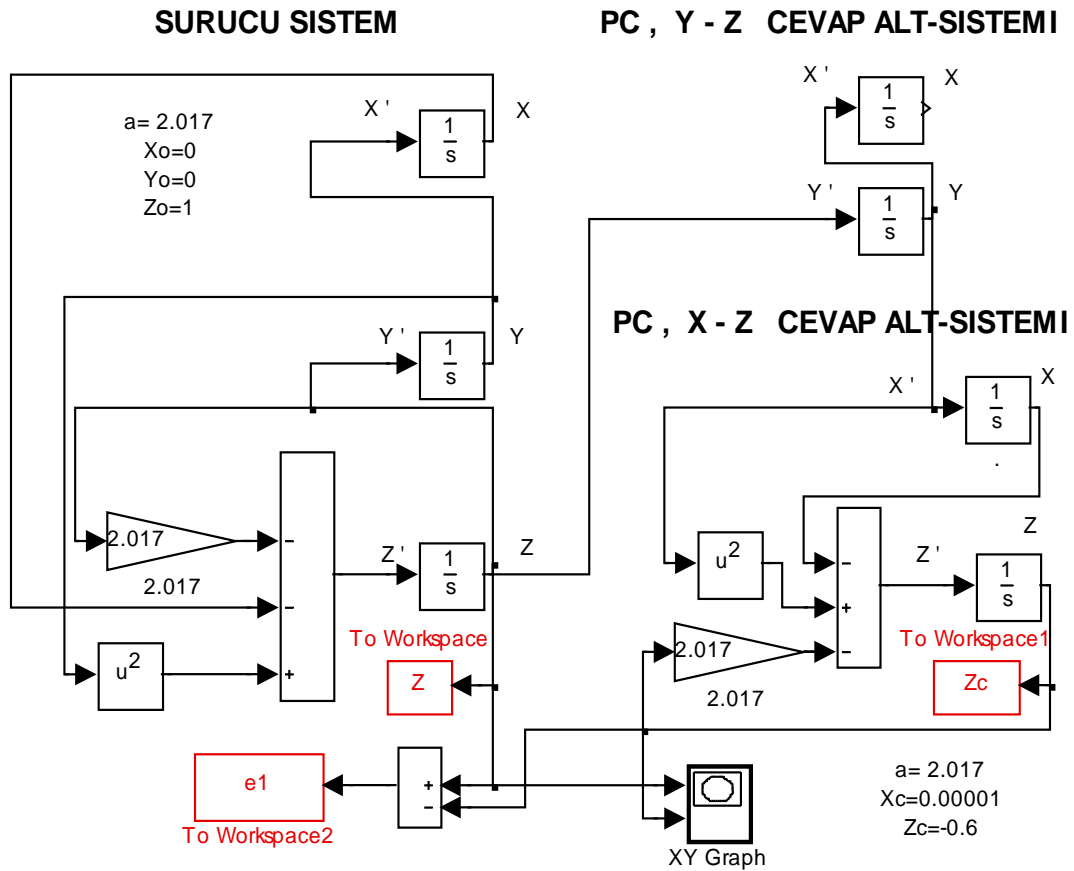 SURUCU SISTEM
PC , Y - Z CEVAP ALT-SISTEMI
a= 2.017
Xo=0
Yo=0
Zo=1
X '
1
s
X
X '
1
s
X
Y '
1
s
Y
Y '
1
s
Y
PC , X - Z CEVAP ALT-SISTEMI
X '
1
s
X
.
2.017
2.017
u2
Z '
1
s
Z
To Workspace
Z
u2
2.017
2.017
Z '
1
s
Z
To Workspace1
Zc
e1
To Workspace2
XY Graph
a= 2.017
Xc=0.00001
Zc=-0.6
−
−
+
−
+
−
+
−